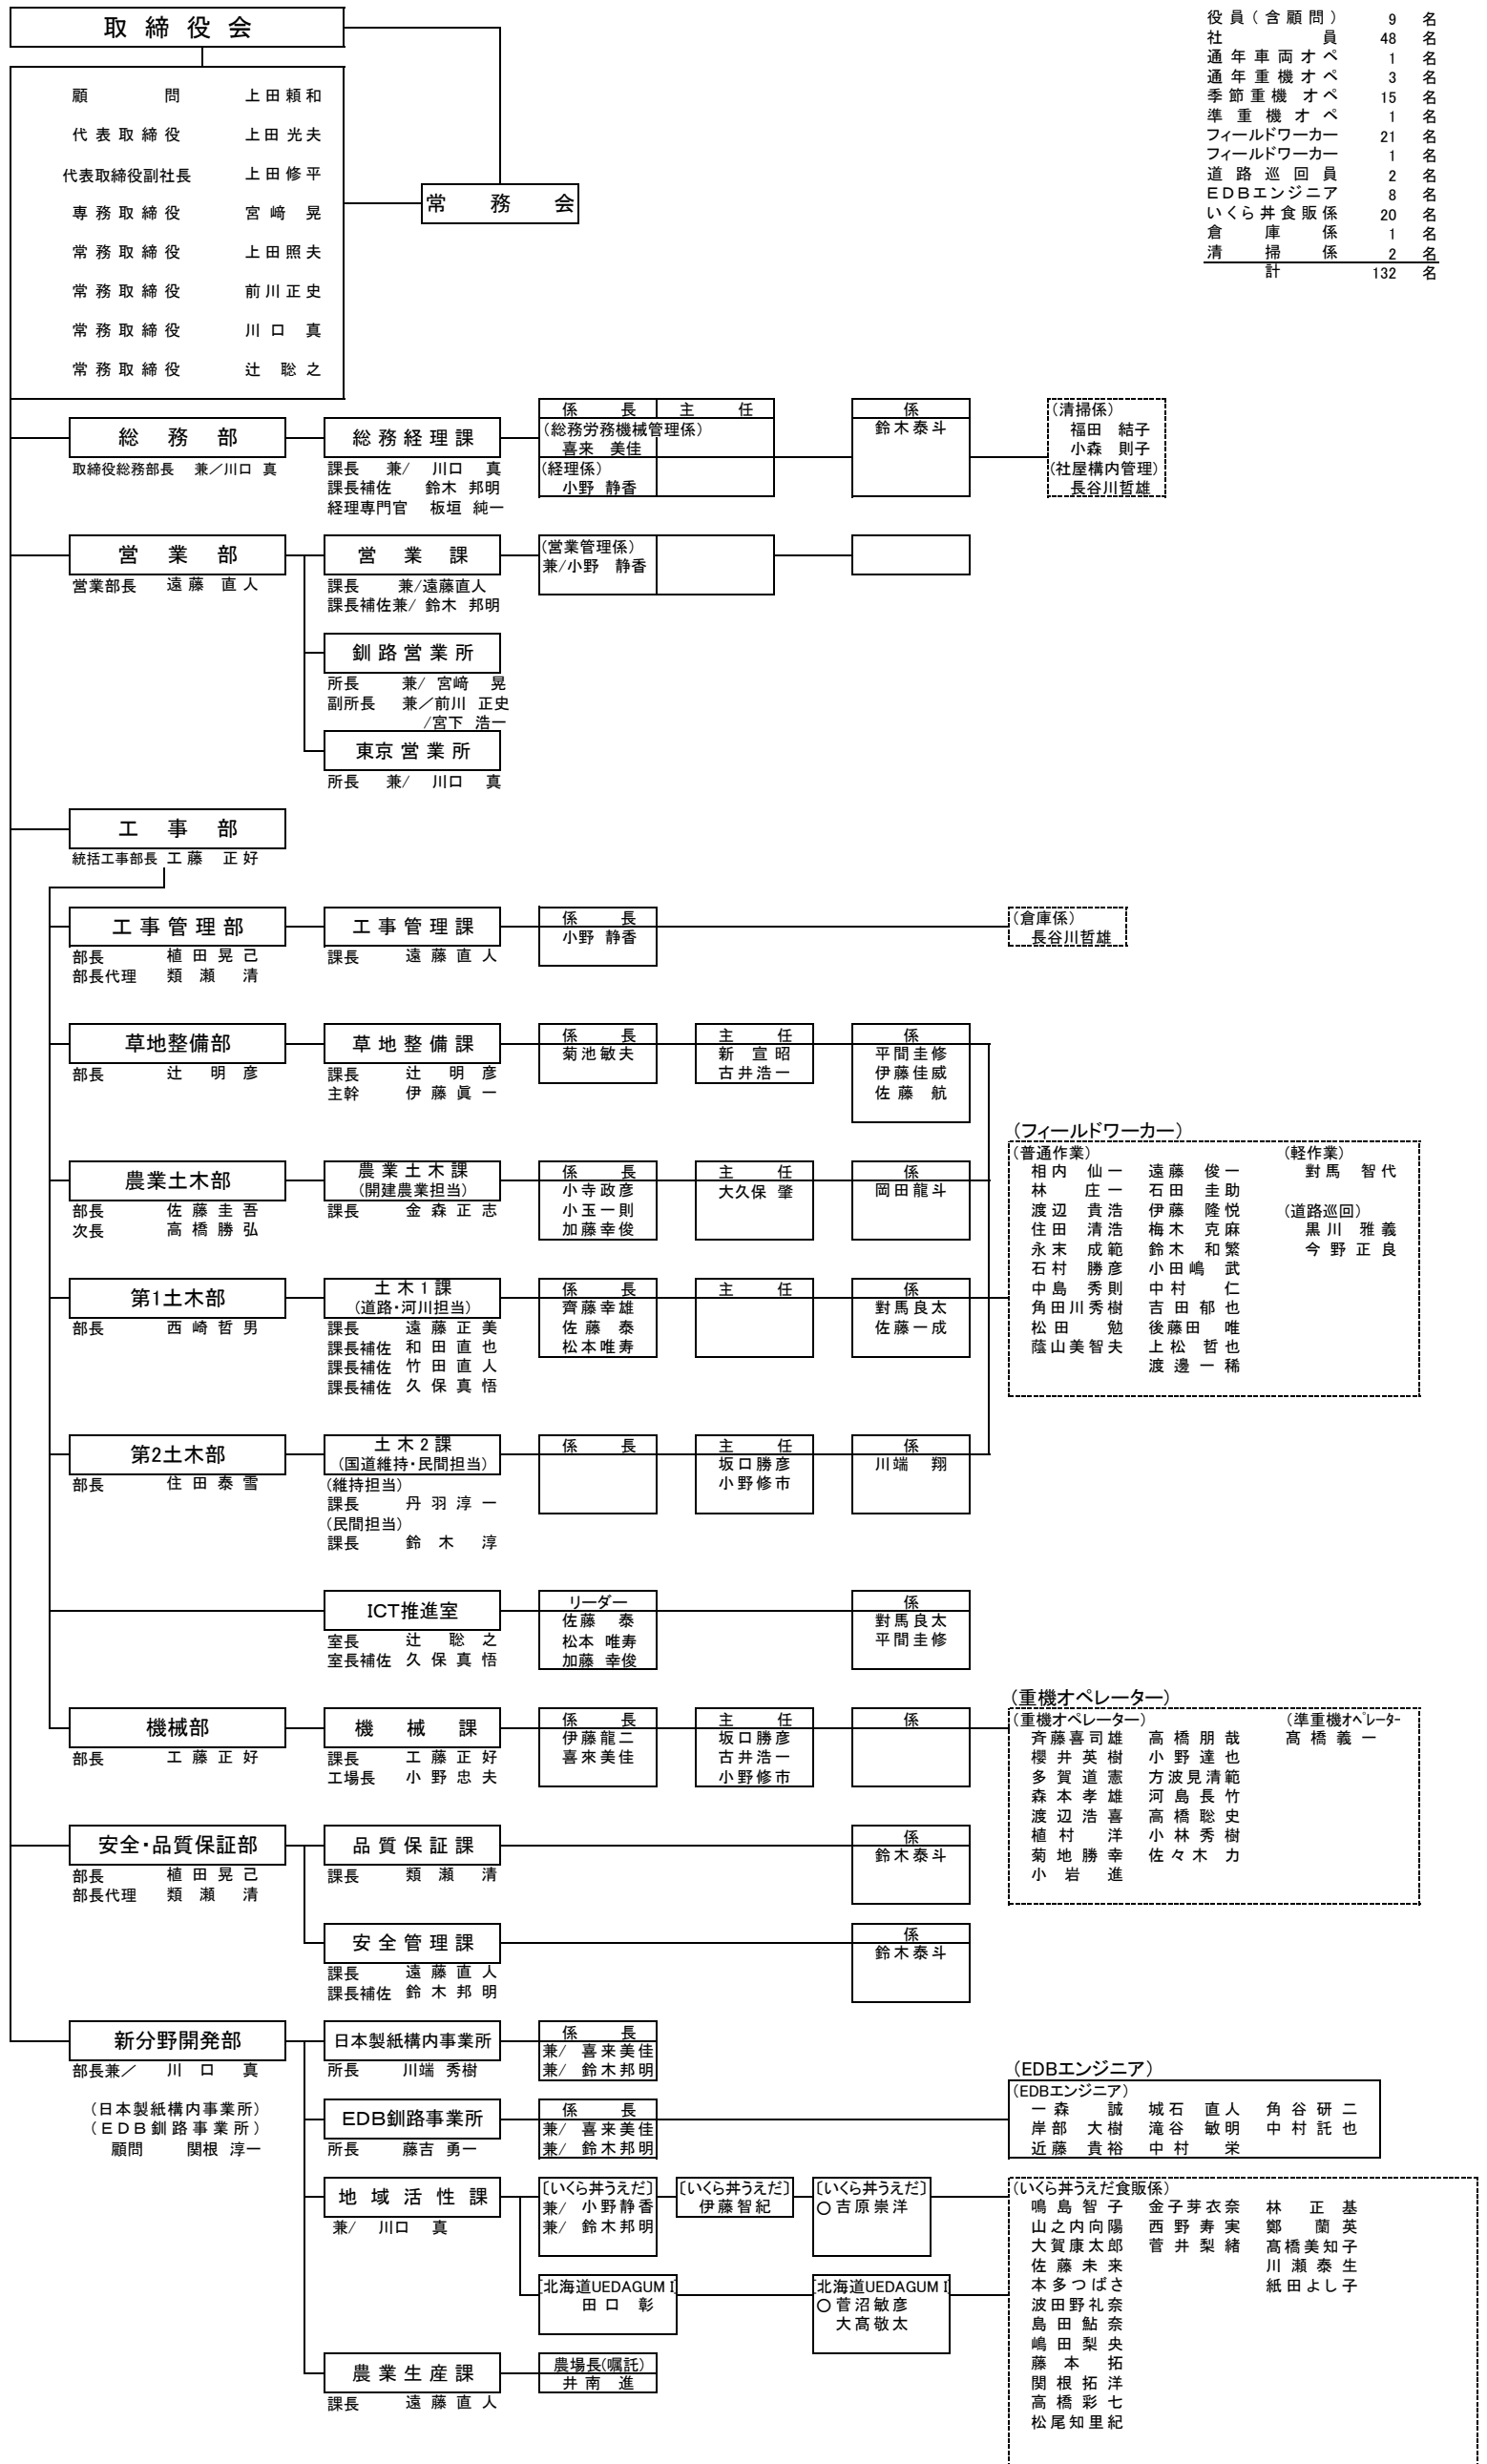 取締役会
役員(含顧問) 9 名
社員 48 名
通年車両オペ 1 名
通年重機オペ 3 名
季節重機オペ 15 名
準重機オペ 1 名
フィールドワーカー 21 名
フィールドワーカー 1 名
道路巡回員 2 名
EDBエンジニア 8 名
いくら丼食販係 20 名
倉庫係 1 名
清掃係 2 名
計 132 名
顧問 上田頼和
代表取締役 上田光夫
代表取締役副社長 上田修平
専務取締役 宮﨑 晃
常務取締役 上田照夫
常務取締役 前川正史
常務取締役 川口 真
常務取締役 辻 聡之
常務会
総務部
取締役総務部長 兼/川口 真
総務経理課
課長 兼/ 川口 真
課長補佐 鈴木 邦明
経理専門官 板垣 純一
係長 主任
(総務労務機械管理係)
喜来 美佳
(経理係)
小野 静香
係
鈴木泰斗
(清掃係)
福田 結子
小森 則子
(社屋構内管理)
長谷川哲雄
営業部
営業部長 遠藤 直人
営業課
課長 兼/遠藤直人
課長補佐兼/ 鈴木 邦明
(営業管理係)
兼/小野 静香
釧路営業所
所長 兼/ 宮﨑 晃
副所長 兼/前川 正史
/宮下 浩一
東京営業所
所長 兼/ 川口 真
工事部
統括工事部長 工藤 正好
工事管理部
部長 植田晃己
部長代理 類瀬 清
工事管理課
課長 遠藤直人
係長
小野 静香
(倉庫係)
長谷川哲雄
草地整備部
部長 辻 明彦
草地整備課
課長 辻 明彦
主幹 伊藤眞一
係長
菊池敏夫
主任
新 宣昭
古井浩一
係
平間圭修
伊藤佳威
佐藤 航
農業土木部
部長 佐藤圭吾
次長 高橋勝弘
農業土木課
(開建農業担当)
課長 金森正志
係長
小寺政彦
小玉一則
加藤幸俊
主任
大久保 肇
係
岡田龍斗
第1土木部
部長 西崎哲男
土木1課
(道路・河川担当)
課長 遠藤正美
課長補佐 和田直也
課長補佐 竹田直人
課長補佐 久保真悟
係長
齊藤幸雄
佐藤 泰
松本唯寿
主任
係
對馬良太
佐藤一成
(フィールドワーカー)
(普通作業) (軽作業)
相内 仙一 遠藤 俊一 對馬 智代
林 庄一 石田 圭助
渡辺 貴浩 伊藤 隆悦 (道路巡回)
住田 清浩 梅木 克麻 黒川 雅義
永末 成範 鈴木 和繁 今野正良
石村 勝彦 小田嶋 武
中島 秀則 中村 仁
角田川秀樹 吉田郁也
松田 勉 後藤田 唯
蔭山美智夫 上松 哲也
渡邊一稀
第2土木部
部長 住田泰雪
土木2課
(国道維持・民間担当)
(維持担当)
課長 丹羽淳一
(民間担当)
課長 鈴木 淳
係長
主任
坂口勝彦
小野修市
係
川端 翔
ICT推進室
室長 辻 聡之
室長補佐 久保真悟
リーダー
佐藤 泰
松本 唯寿
加藤 幸俊
係
對馬良太
平間圭修
機械部
部長 工藤正好
機械課
課長 工藤正好
工場長 小野忠夫
係長
伊藤龍二
喜來美佳
主任
坂口勝彦
古井浩一
小野修市
係
(重機オペレーター)
(重機オペレーター) (準重機オペレーター
斉藤喜司雄 高橋朋哉 髙橋義一
櫻井英樹 小野達也
多賀道憲 方波見清範
森本孝雄 河島長竹
渡辺浩喜 高橋聡史
植村 洋 小林秀樹
菊地勝幸 佐々木 力
小岩 進
安全・品質保証部
部長 植田晃己
部長代理 類瀬 清
品質保証課
課長 類瀬 清
係
鈴木泰斗
安全管理課
課長 遠藤直人
課長補佐 鈴木邦明
係
鈴木泰斗
新分野開発部
部長兼/ 川口 真
(日本製紙構内事業所)
(EDB釧路事業所)
顧問 関根 淳一
日本製紙構内事業所
所長 川端 秀樹
係長
兼/ 喜来美佳
兼/ 鈴木邦明
EDB釧路事業所
所長 藤吉 勇一
係長
兼/ 喜来美佳
兼/ 鈴木邦明
(EDBエンジニア)
(EDBエンジニア)
一森 誠 城石 直人 角谷研二
岸部 大樹 滝谷 敏明 中村託也
近藤 貴裕 中村 栄
地域活性課
兼/ 川口 真
〔いくら丼うえだ〕
兼/ 小野静香
兼/ 鈴木邦明
〔いくら丼うえだ〕
伊藤智紀
〔いくら丼うえだ〕
○吉原崇洋
[北海道UEDAGUM I]
田口 彰
[北海道UEDAGUM I]
○菅沼敏彦
大髙敬太
(いくら丼うえだ食販係)
鳴島智子 金子芽衣奈 林 正基
山之内向陽 西野寿実 鄭 蘭英
大賀康太郎 菅井梨緒 髙橋美知子
佐藤未来 川瀬泰生
本多つばさ 紙田よし子
波田野礼奈
島田鮎奈
嶋田梨央
藤本 拓
関根拓洋
高橋彩七
松尾知里紀
農業生産課
課長 遠藤直人
農場長(嘱託)
井南 進